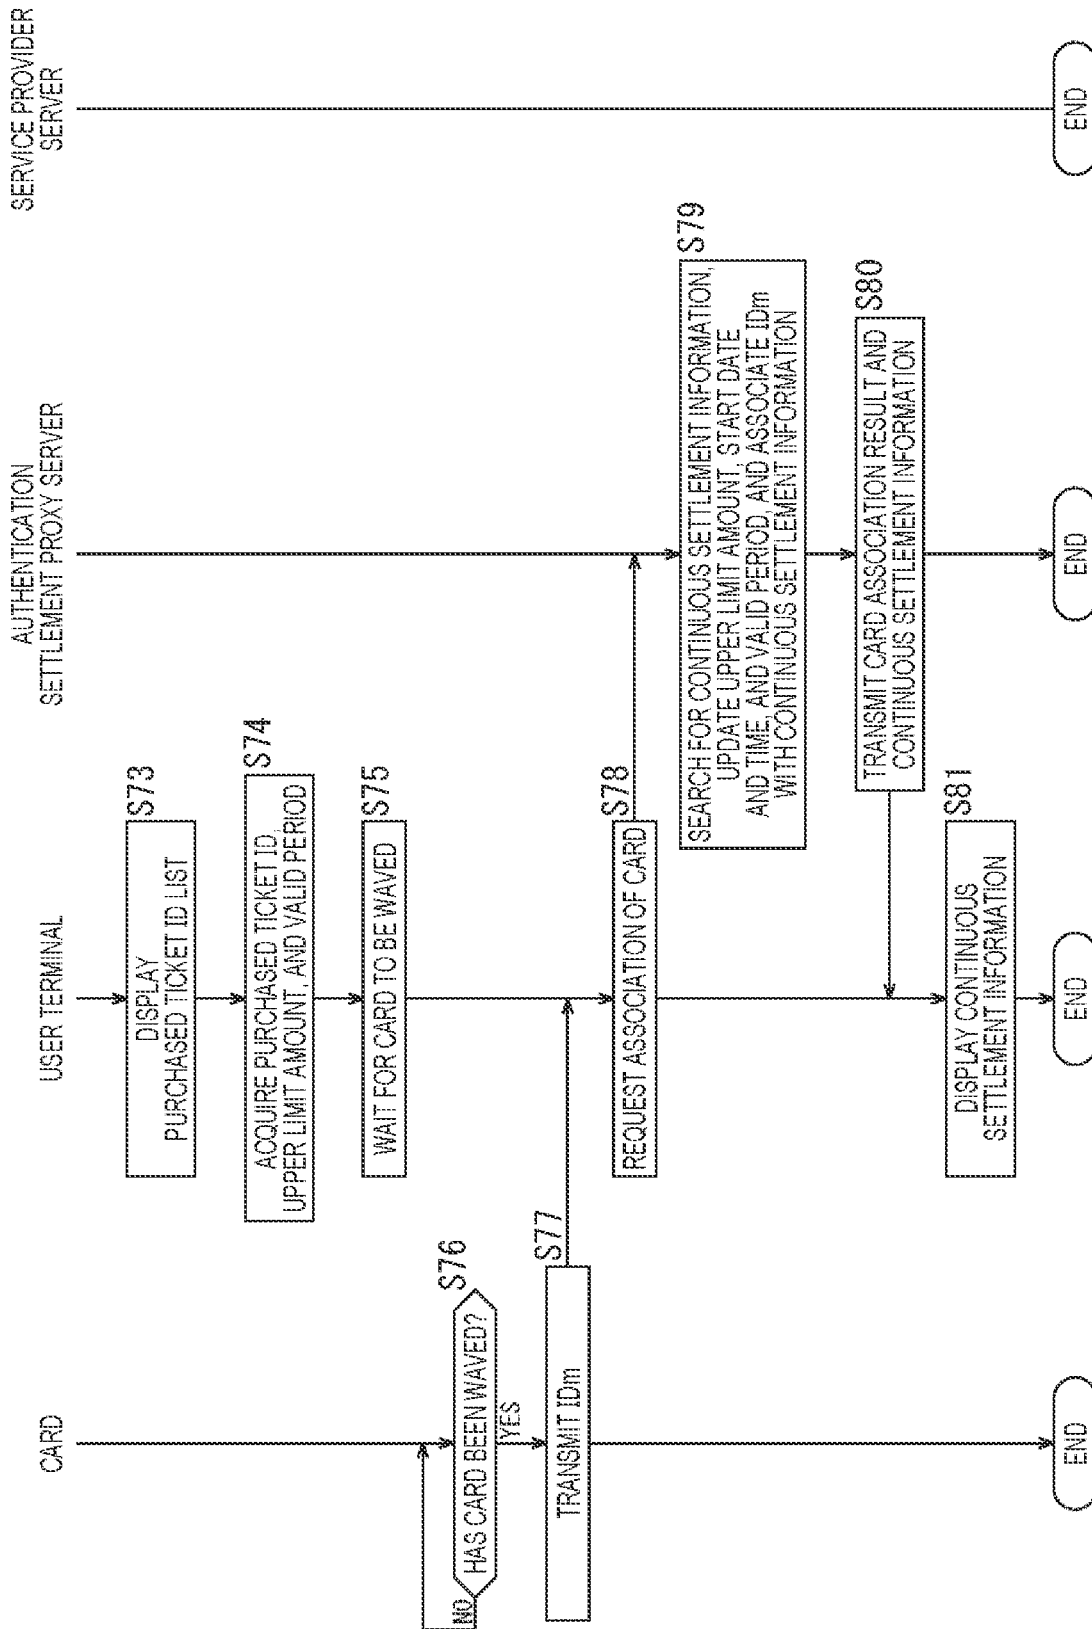 CARD
USER TERMINAL
AUTHENTICATION
SETTLEMENT PROXY SERVER
SERVICE PROVIDER
SERVER
S73
DISPLAY
PURCHASED TICKET ID LIST
S74
ACQUIRE PURCHASED TICKET ID,
UPPER LIMIT AMOUNT, AND VALID PERIOD
S75
WAIT FOR CARD TO BE WAVED
S76
HAS CARD BEEN WAVED?
NO
YES
S77
TRANSMIT IDm
S78
REQUEST ASSOCIATION OF CARD
S79
SEARCH FOR CONTINUOUS SETTLEMENT INFORMATION,
UPDATE UPPER LIMIT AMOUNT, START DATE
AND TIME, AND VALID PERIOD, AND ASSOCIATE IDm
WITH CONTINUOUS SETTLEMENT INFORMATION
S80
TRANSMIT CARD ASSOCIATION RESULT AND
CONTINUOUS SETTLEMENT INFORMATION
S81
DISPLAY CONTINUOUS
SETTLEMENT INFORMATION
END
END
END
END